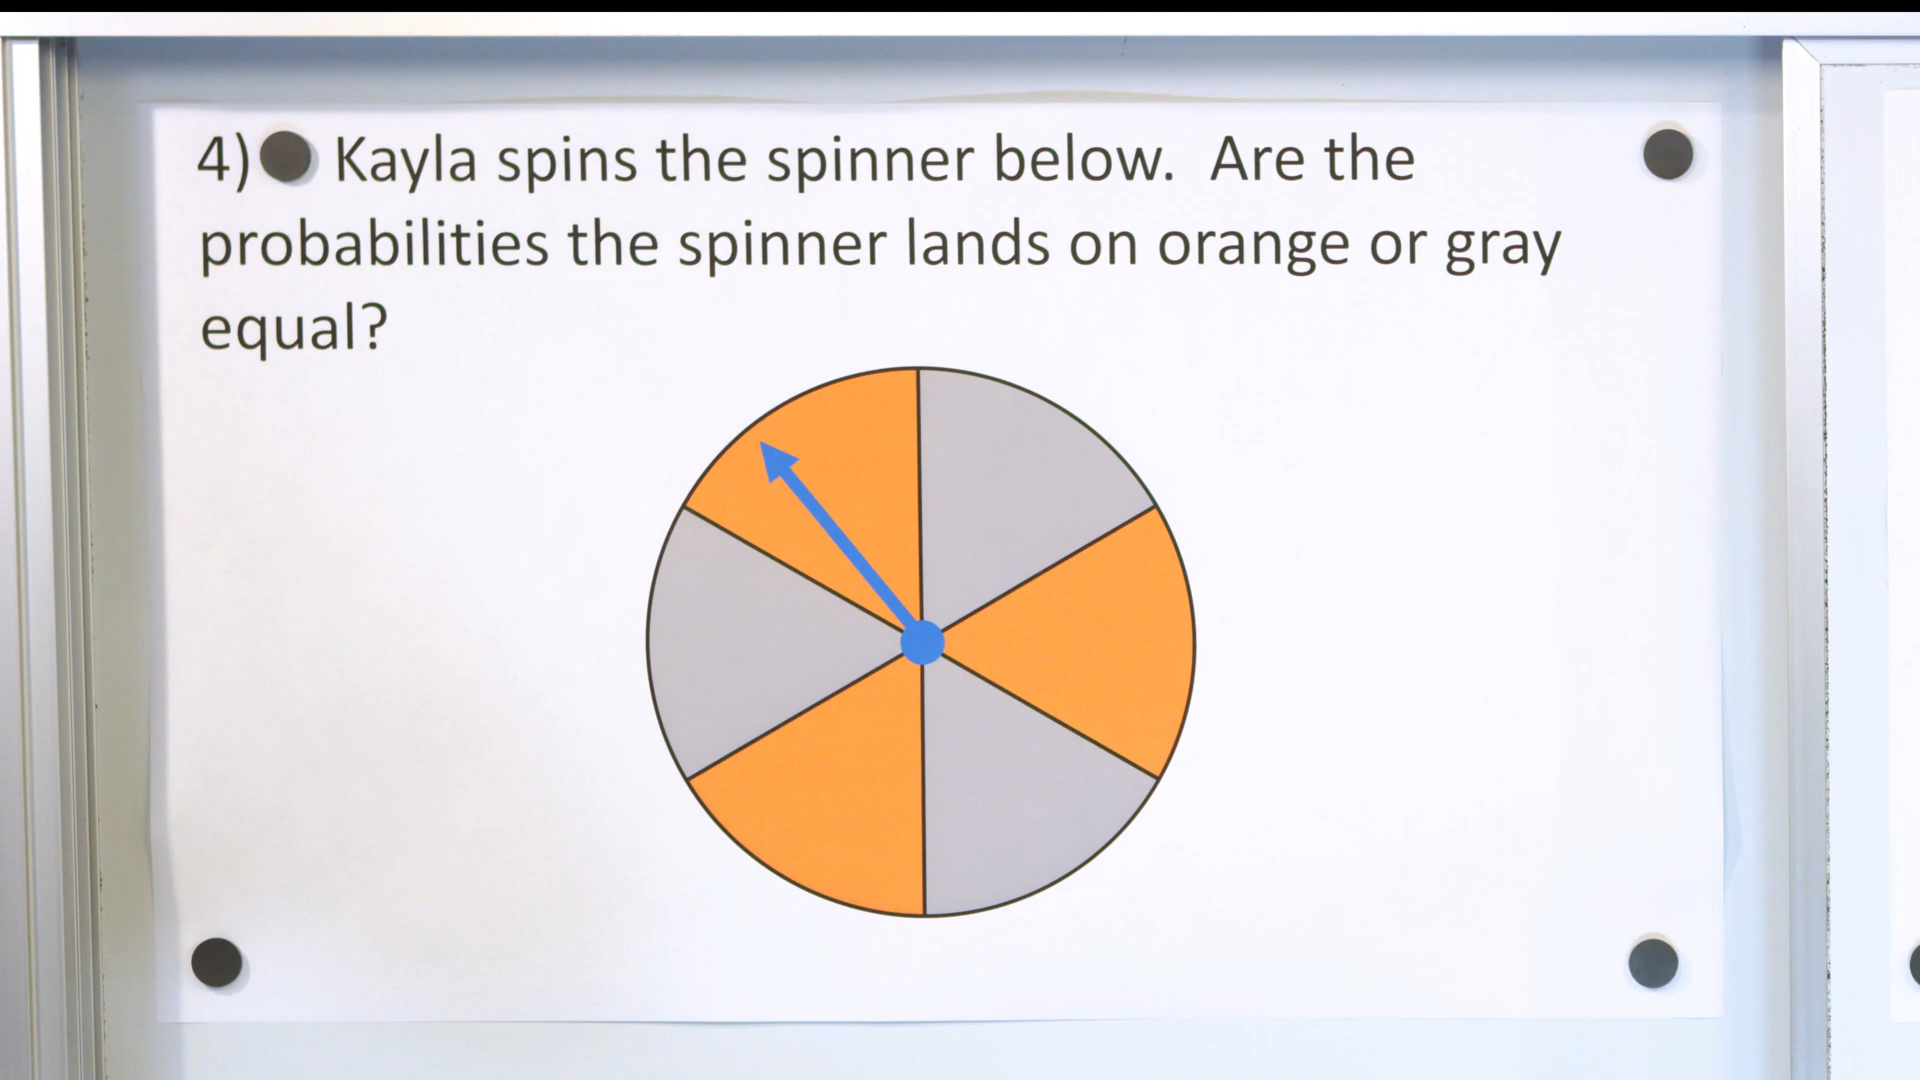 4) Kayla spins the spinner below. Are the
probabilities the spinner lands on orange or gray
equal?